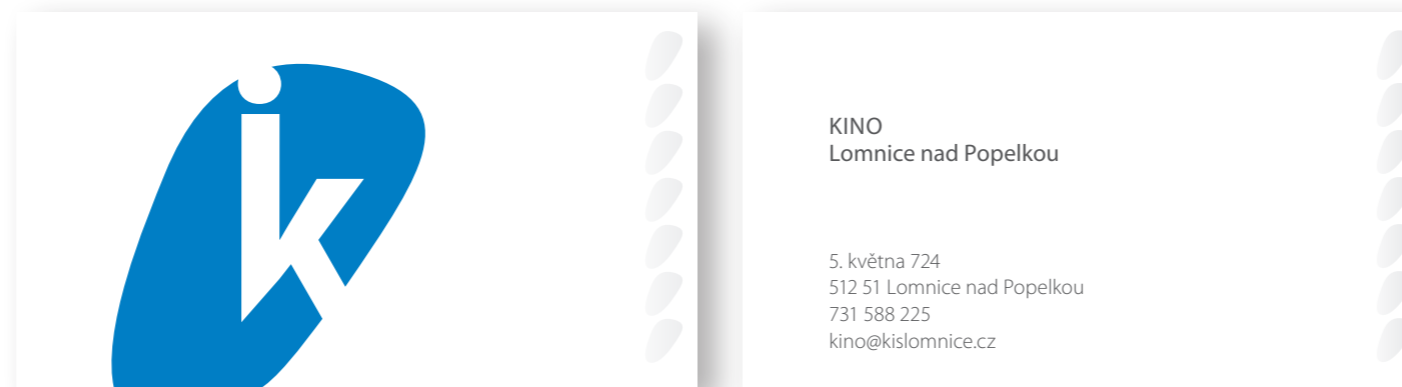 k
KINO
Lomnice nad Popelkou
5. května 724
512 51 Lomnice nad Popelkou
731 588 225
kino@kislomnice.cz